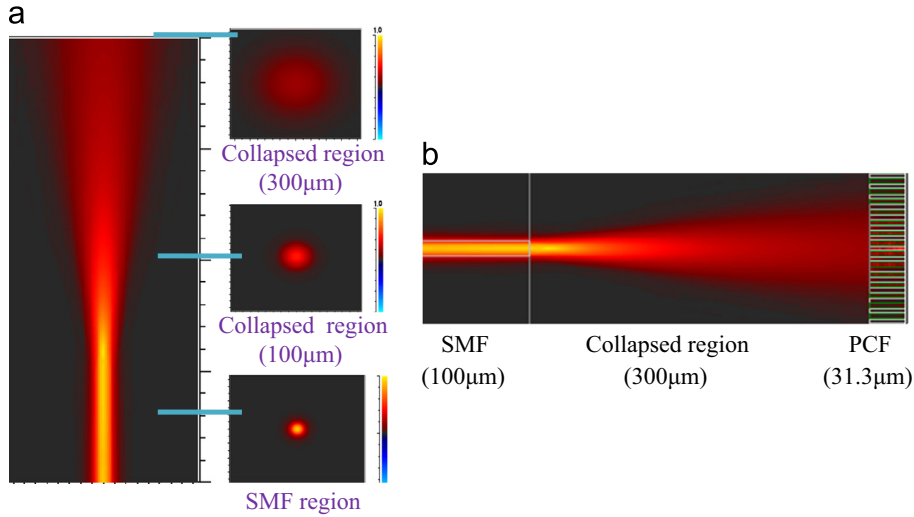 a
1.0
Collapsed region
(300μm)
1.0
Collapsed region
(100μm)
SMF region
b
SMF
(100μm)
Collapsed region
(300μm)
PCF
(31.3μm)